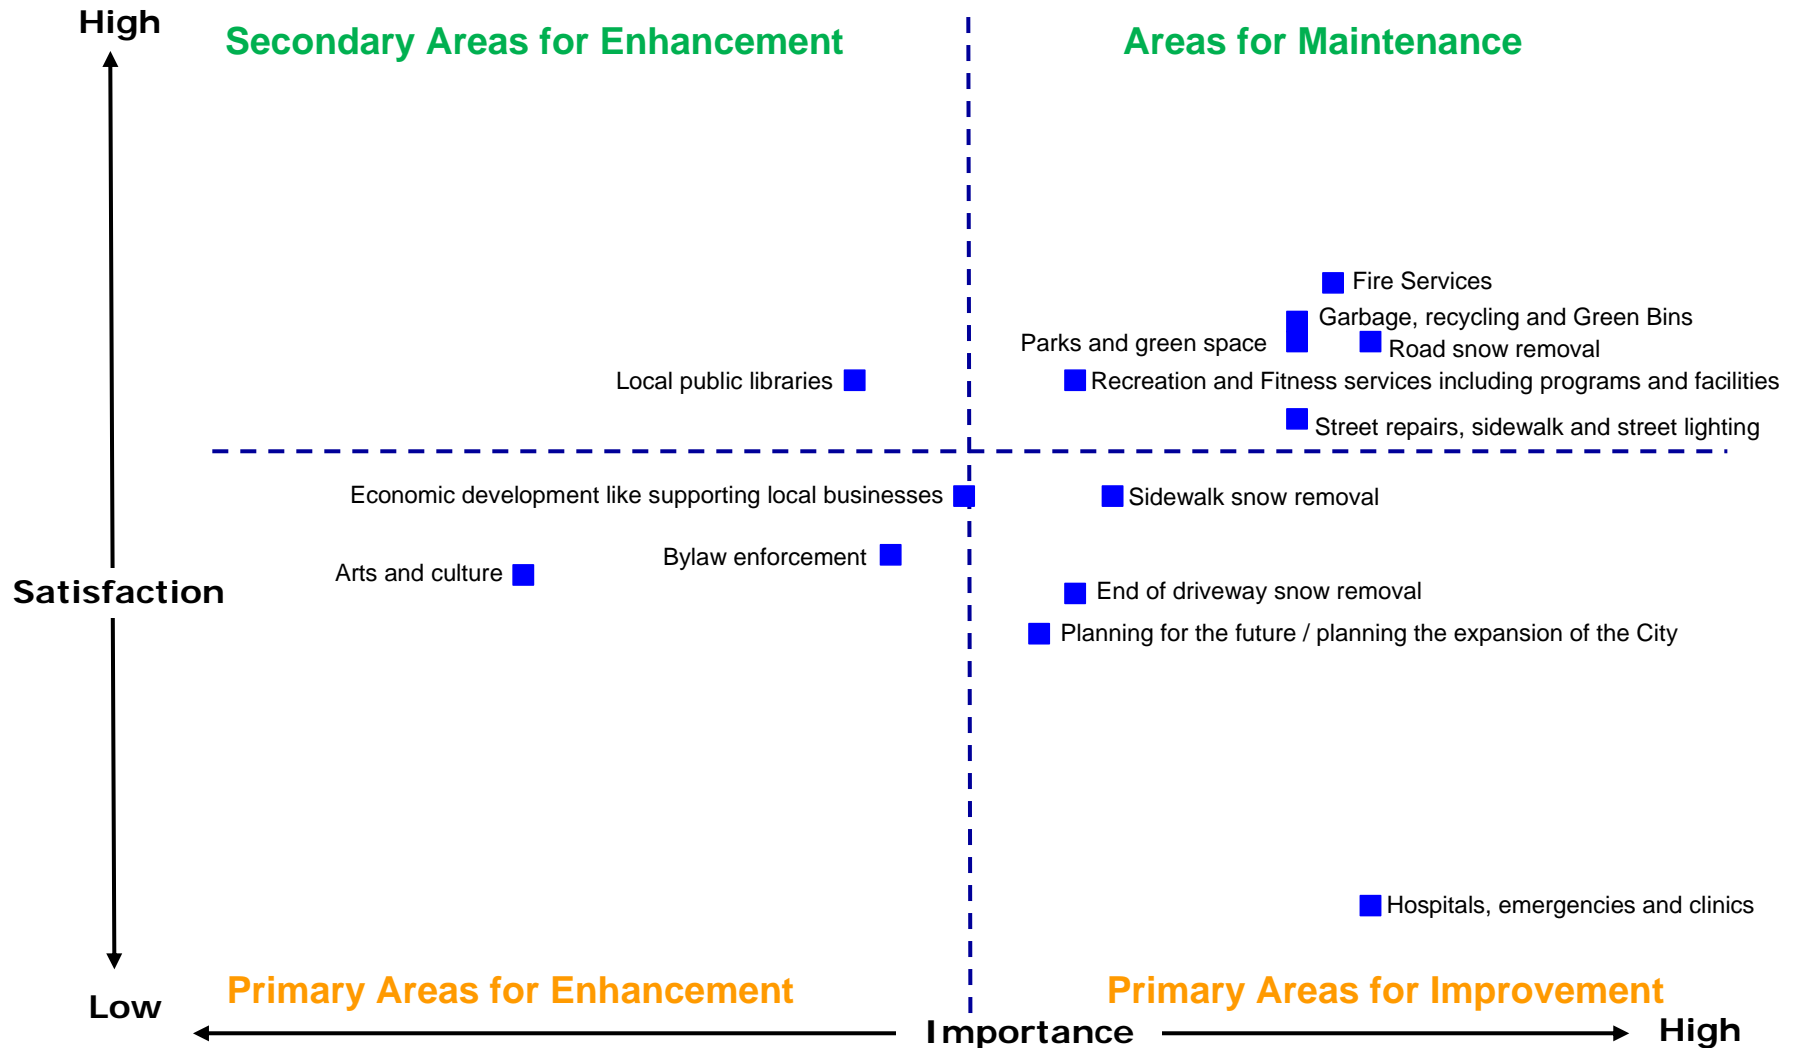 High
Secondary Areas for Enhancement
Areas for Maintenance
Fire Services
Garbage, recycling and Green Bins
Parks and green space
Road snow removal
Local public libraries
Recreation and Fitness services including programs and facilities
Street repairs, sidewalk and street lighting
Economic development like supporting local businesses
Sidewalk snow removal
Bylaw enforcement
Arts and culture
Satisfaction
End of driveway snow removal
Planning for the future / planning the expansion of the City
Hospitals, emergencies and clinics
Primary Areas for Enhancement
Primary Areas for Improvement
Low
Importance
High